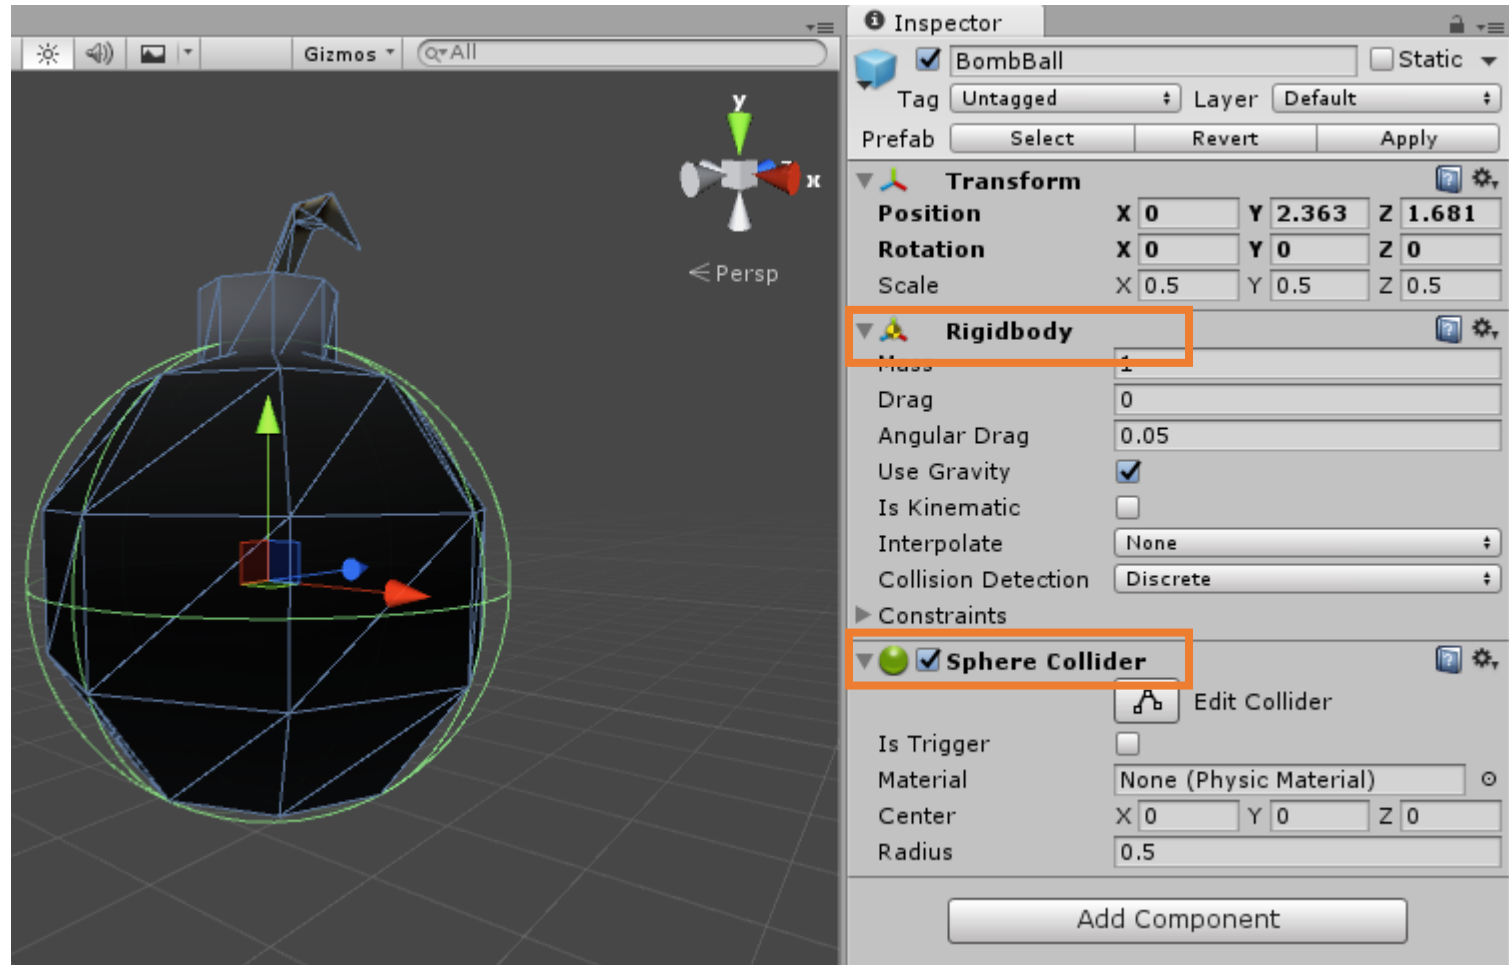 Inspector
Gizmos
All
BombBall
Static
Tag Untagged Layer Default
Prefab Select Revert Apply
y
x
Persp
Transform
Position X 0 Y 2.363 Z 1.681
Rotation X 0 Y 0 Z 0
Scale X 0.5 Y 0.5 Z 0.5
Rigidbody
Mass 1
Drag 0
Angular Drag 0.05
Use Gravity
Is Kinematic
Interpolate None
Collision Detection Discrete
Constraints
Sphere Collider
Edit Collider
Is Trigger
Material None (Physic Material)
Center X 0 Y 0 Z 0
Radius 0.5
Add Component